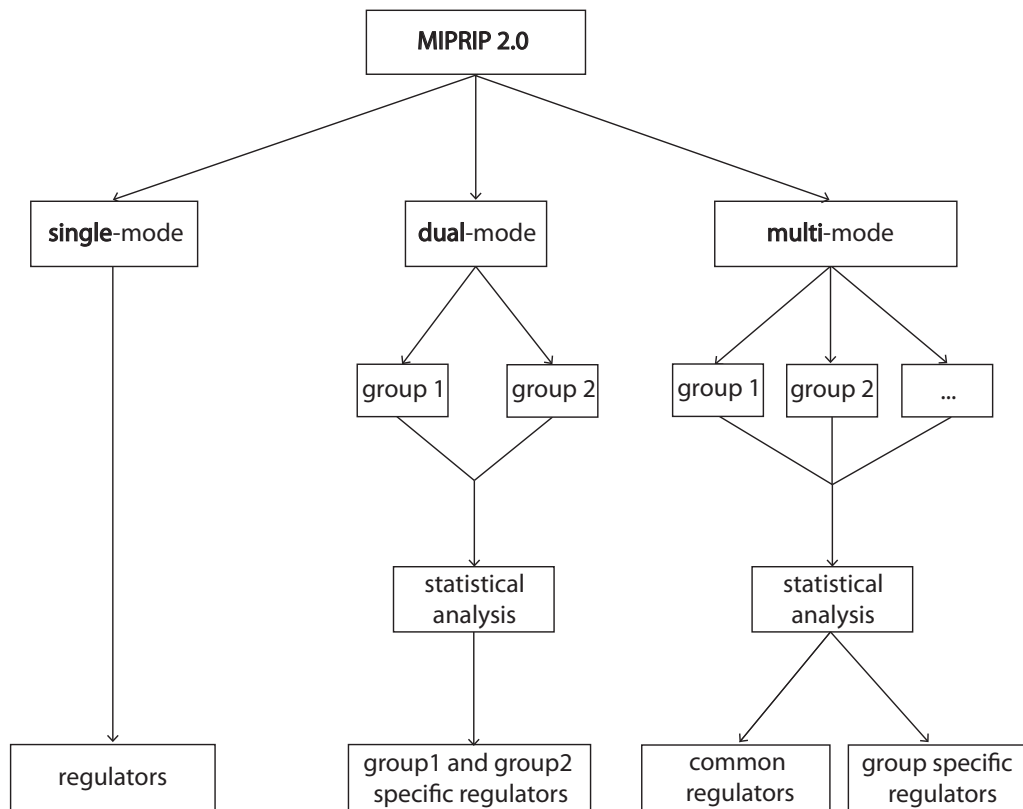 MIPRIP 2.0
single-mode
dual-mode
multi-mode
group 1
group 2
group 1
group 2
...
statistical
analysis
statistical
analysis
regulators
group1 and group2
specific regulators
common
regulators
group specific
regulators